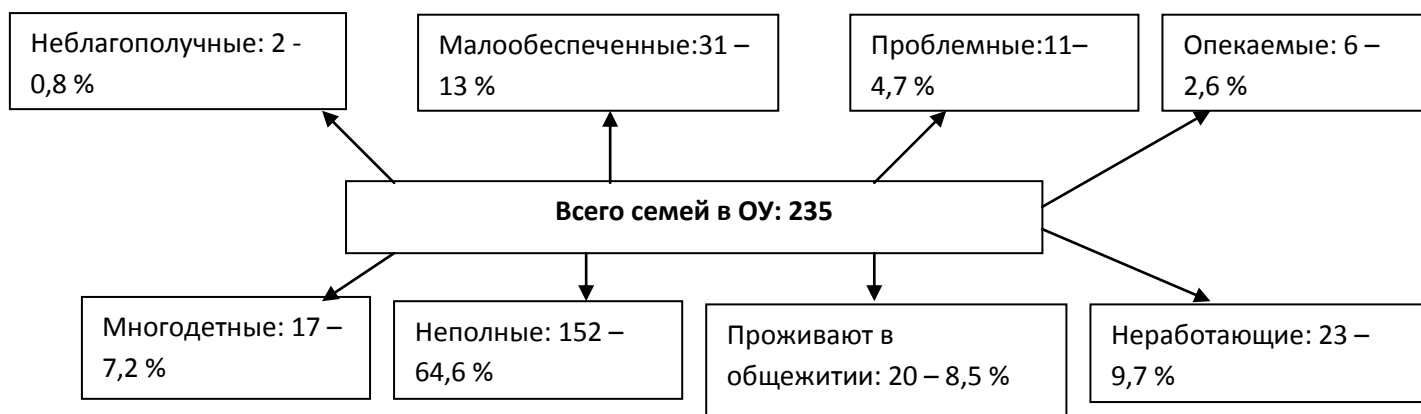 Неблагополучные: 2 -
0,8 %
Малообеспеченные:31 –
13 %
Проблемные:11–
4,7 %
Опекаемые: 6 –
2,6 %
Всего семей в ОУ: 235
Многодетные: 17 –
7,2 %
Неполные: 152 –
64,6 %
Проживают в
общежитии: 20 – 8,5 %
Неработающие: 23 –
9,7 %